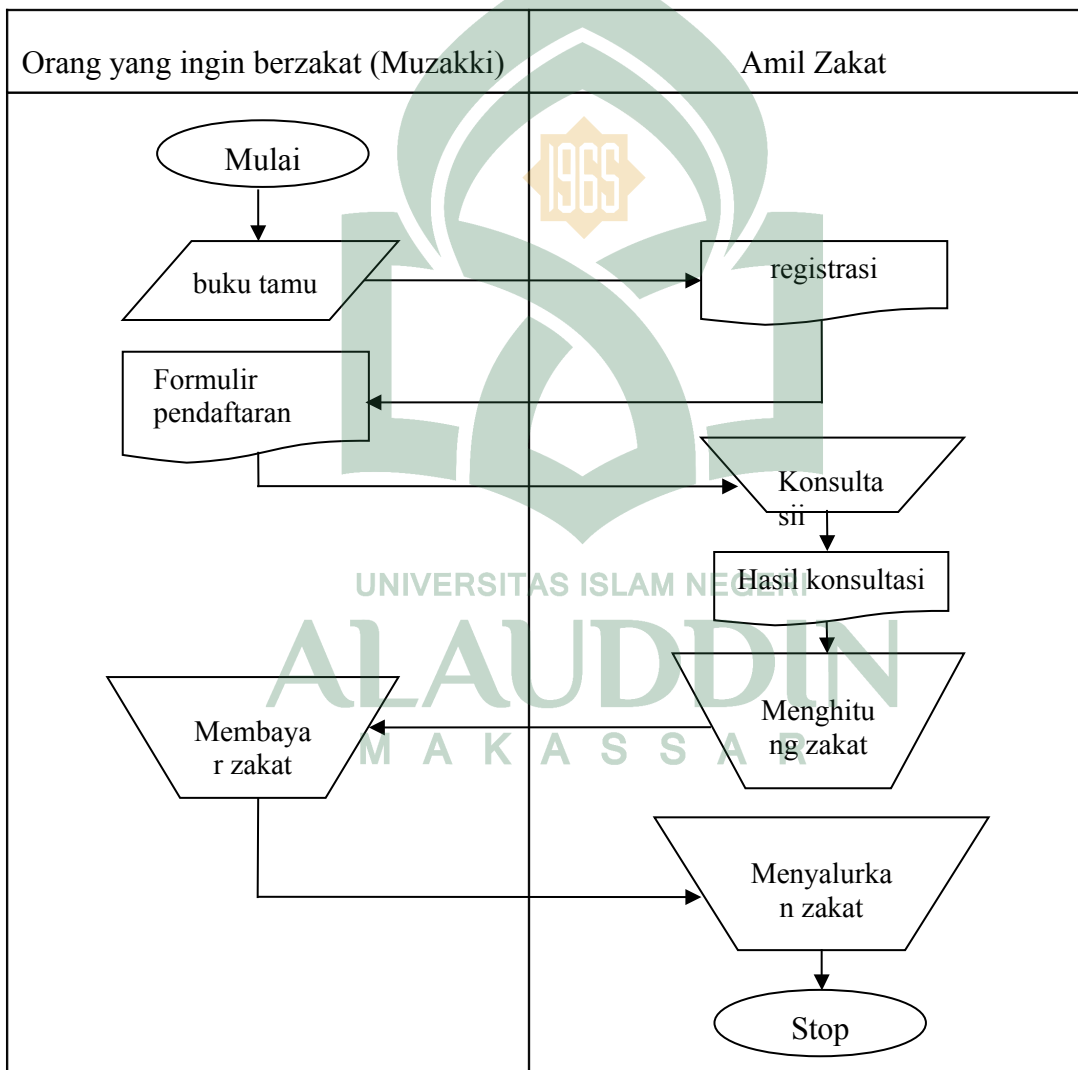 Orang yang ingin berzakat (Muzakki)
Amil Zakat
Mulai
1965
buku tamu
registrasi
Formulir
pendaftaran
Konsulta
sii
Hasil konsultasi
UNIVERSITAS ISLAM NEGERI
ALAUDDIN
MAKASSAR
Menghitu
ng zakat
Membaya
r zakat
Menyalurka
n zakat
Stop